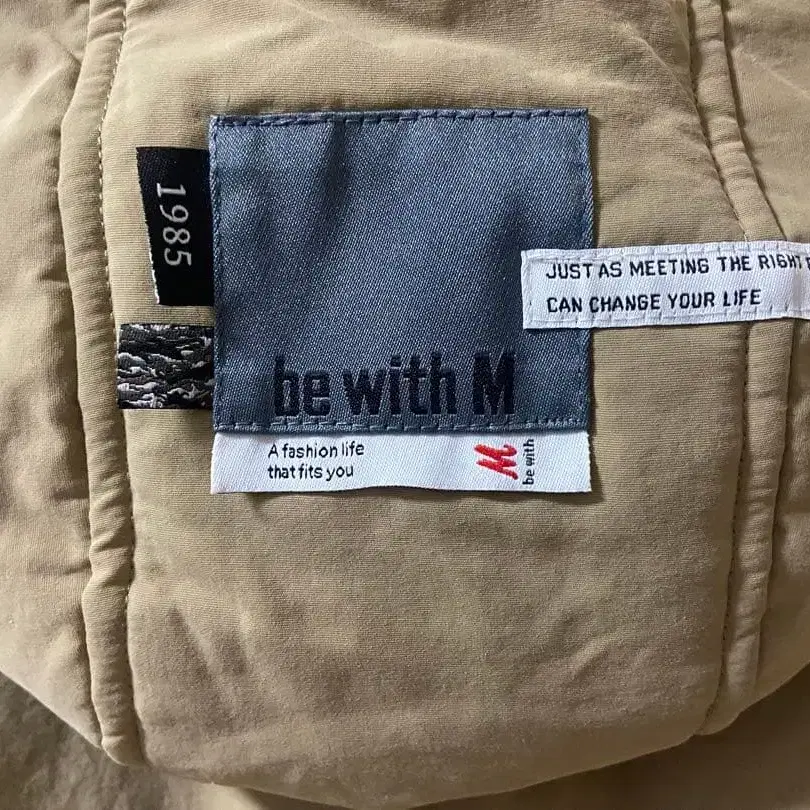 1985
JUST AS MEETING THE RIGHT
CAN CHANGE YOUR LIFE
be with M
A fashion life
that fits you
M
be with